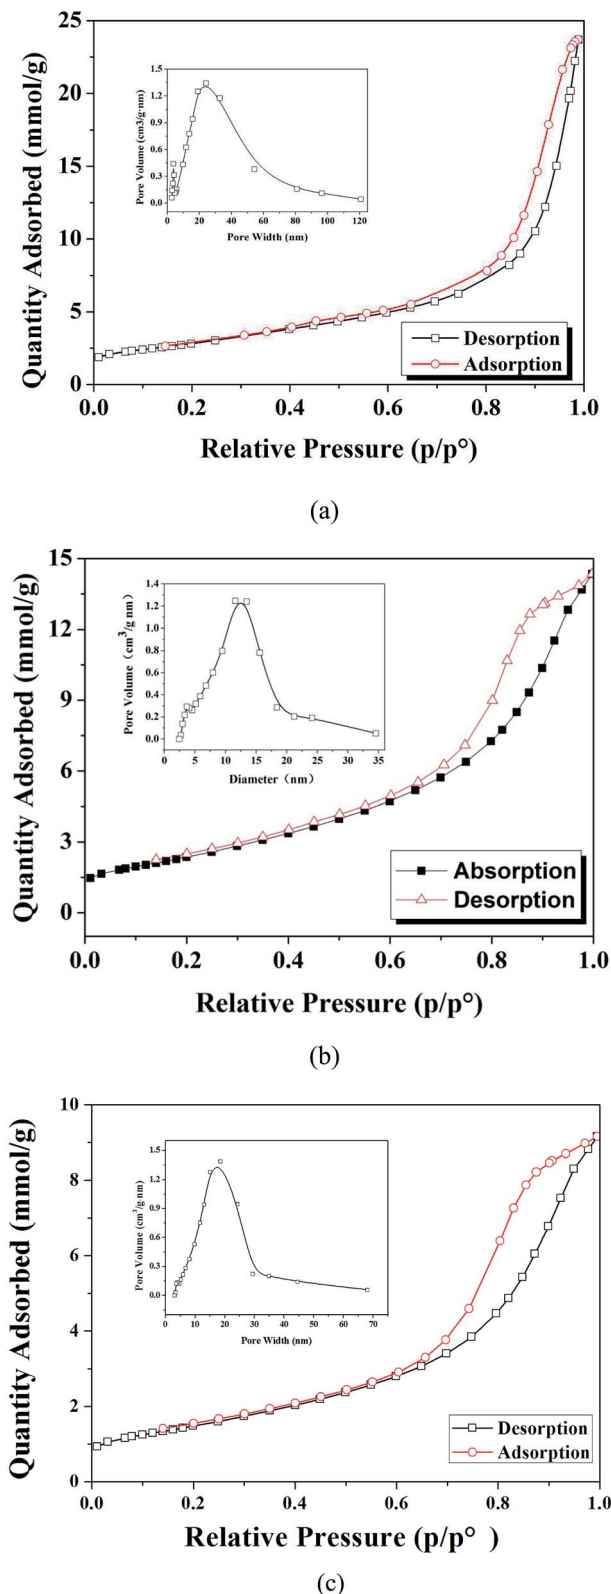 25
20
15
10
5
0
Quantity Adsorbed (mmol/g)
1.5
1.2
0.9
0.6
0.3
0.0
Pore Volume (cm3/g·nm)
0 20 40 60 80 100 120
Pore Width (nm)
Desorption
Adsorption
0.0 0.2 0.4 0.6 0.8 1.0
Relative Pressure (p/p°)
(a)
15
12
9
6
3
0
Quantity Adsorbed (mmol/g)
1.4
1.2
1.0
0.8
0.6
0.4
0.2
0.0
Pore Volume (cm³/g nm)
0 5 10 15 20 25 30 35
Diameter (nm)
Absorption
Desorption
0.0 0.2 0.4 0.6 0.8 1.0
Relative Pressure (p/p°)
(b)
10
8
6
4
2
0
Quantity Adsorbed (mmol/g)
1.5
1.2
0.9
0.6
0.3
0.0
Pore Volume (cm³/g·nm)
0 10 20 30 40 50 60 70
Pore Width (nm)
Desorption
Adsorption
0.0 0.2 0.4 0.6 0.8 1.0
Relative Pressure (p/p° )
(c)